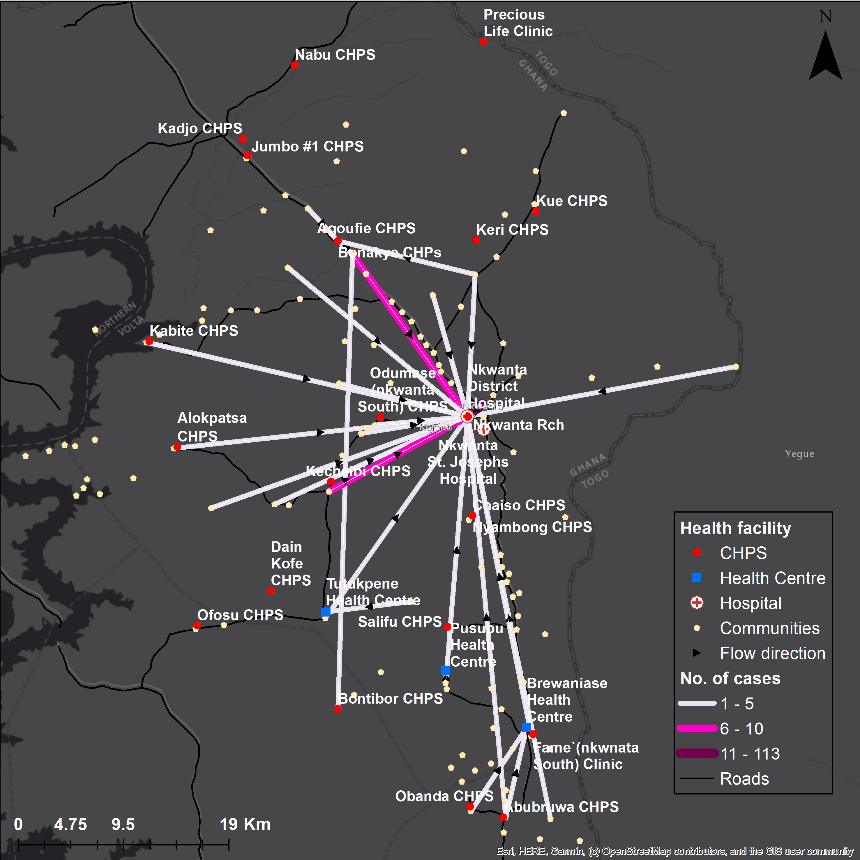 Precious
Life Clinic
N
Nabu CHPS
TOGO
GHANA
Kadjo CHPS
Jumbo #1 CHPS
Kue CHPS
Agoufie CHPS
Keri CHPS
Bonakye CHPs
NORTHERN
VOLTA
Kabite CHPS
Odumase
(nkwanta
South) CHPS
Nkwanta
District
Hospital
Alokpatsa
CHPS
Nkwanta Rch
Nkwanta
St. Josephs
Hospital
Yegue
GHANA
TOGO
Kecheibi CHPS
Coaiso CHPS
Nyambong CHPS
Dain
Kofe
CHPS
Tutukpene
Health Centre
Ofosu CHPS
Salifu CHPS
Pusupu
Health
Centre
Bontibor CHPS
Brewaniase
Health
Centre
Fame`(nkwnata
South) Clinic
Obanda CHPS
Abubruwa CHPS
Health facility
CHPS
Health Centre
Hospital
Communities
Flow direction
No. of cases
1 - 5
6 - 10
11 - 113
Roads
0 4.75 9.5 19 Km
Esri, HERE, Garmin, (c) OpenStreetMap contributors, and the GIS user community